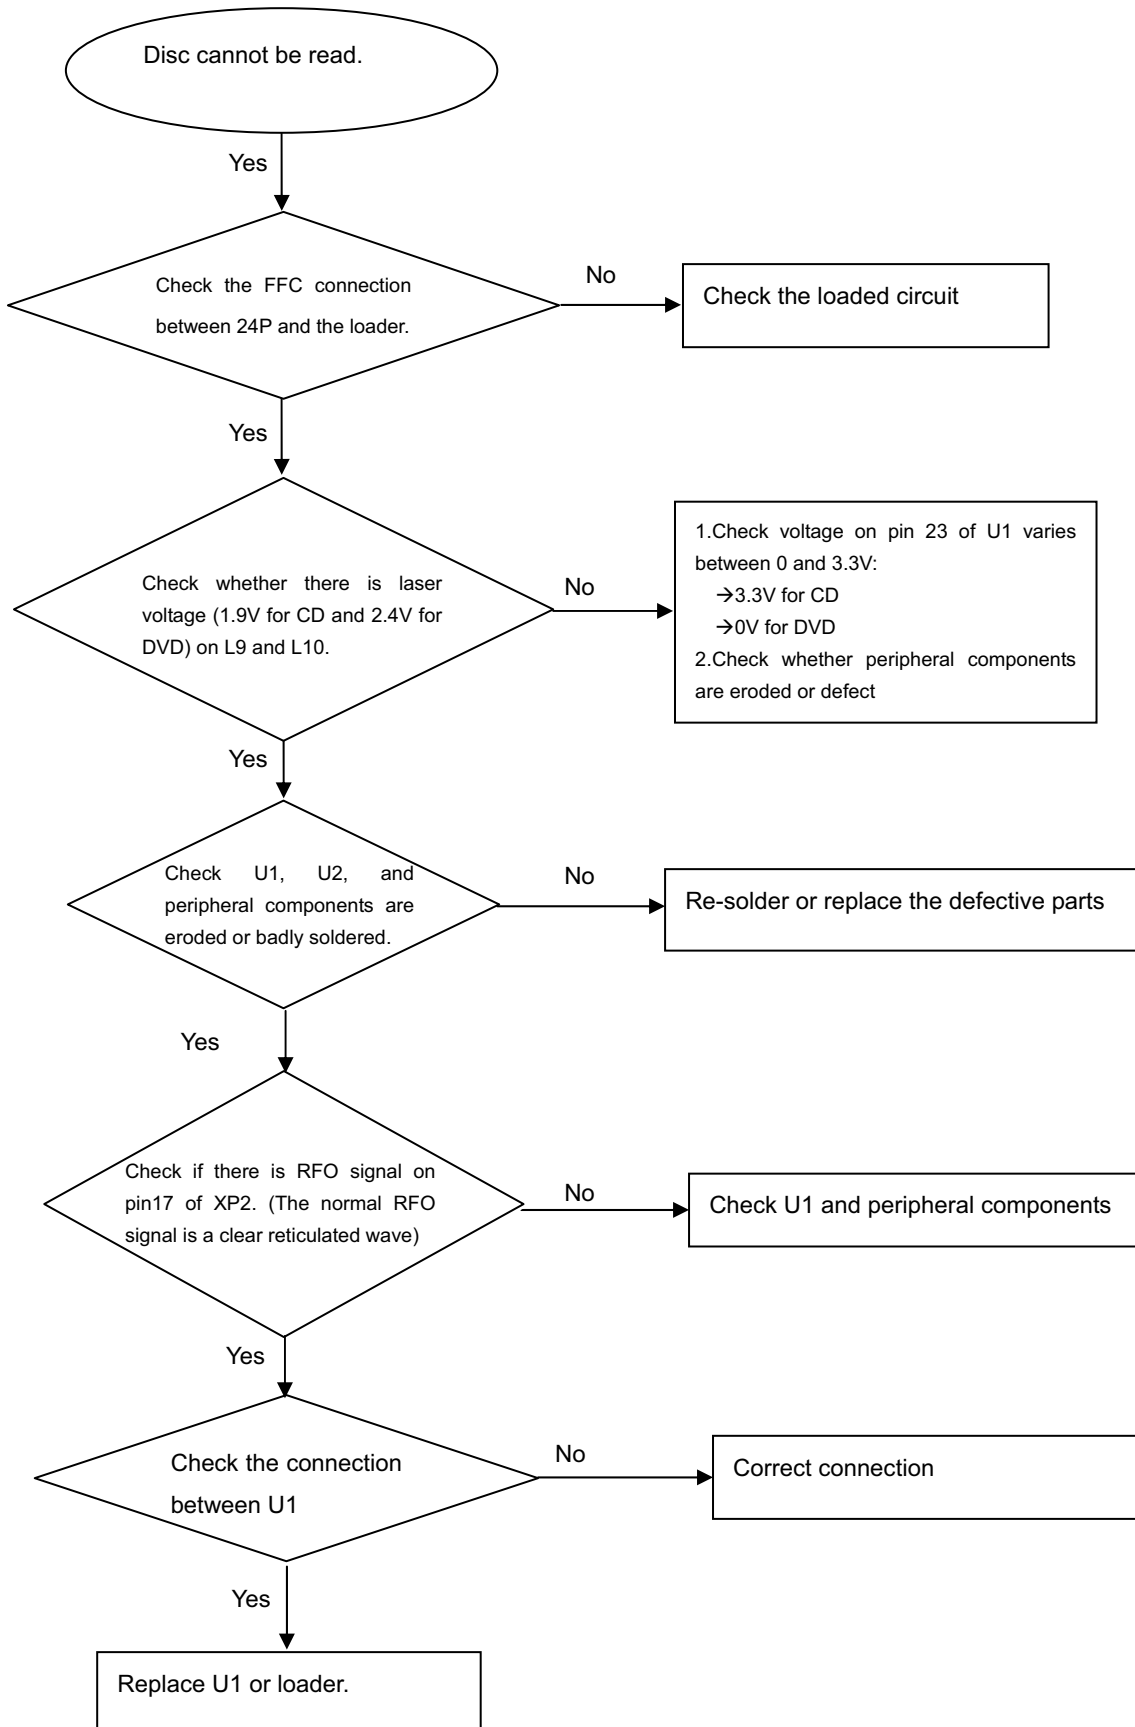 Disc cannot be read.
Yes
Check the FFC connection
between 24P and the loader.
No
Check the loaded circuit
Yes
Check whether there is laser
voltage (1.9V for CD and 2.4V for
DVD) on L9 and L10.
No
1.Check voltage on pin 23 of U1 varies
between 0 and 3.3V:
→3.3V for CD
→0V for DVD
2.Check whether peripheral components
are eroded or defect
Yes
Check U1, U2, and
peripheral components are
eroded or badly soldered.
No
Re-solder or replace the defective parts
Yes
Check if there is RFO signal on
pin17 of XP2. (The normal RFO
signal is a clear reticulated wave)
No
Check U1 and peripheral components
Yes
Check the connection
between U1
No
Correct connection
Yes
Replace U1 or loader.